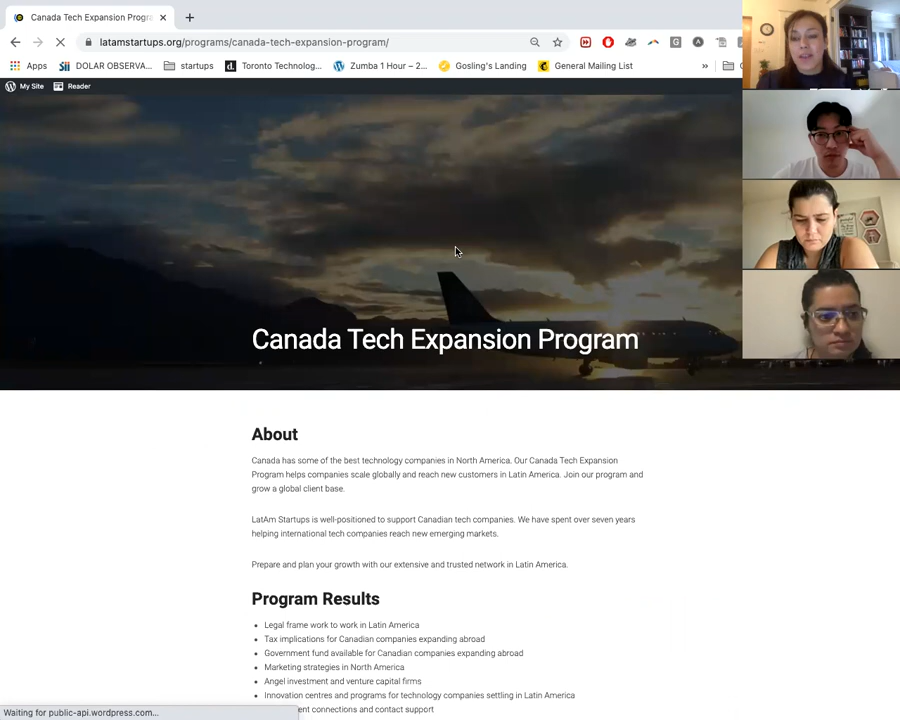 Canada Tech Expansion Progra
latamstartups.org/programs/canada-tech-expansion-program/
Apps
DOLAR OBSERVA...
startups
Toronto Technolog...
Zumba 1 Hour – 2...
Gosling's Landing
General Mailing List
My Site
Reader
Canada Tech Expansion Program
About
Canada has some of the best technology companies in North America. Our Canada Tech Expansion
Program helps companies scale globally and reach new customers in Latin America. Join our program and
grow a global client base.
LatAm Startups is well-positioned to support Canadian tech companies. We have spent over seven years
helping international tech companies reach new emerging markets.
Prepare and plan your growth with our extensive and trusted network in Latin America.
Program Results
Legal frame work to work in Latin America
Tax implications for Canadian companies expanding abroad
Government fund available for Canadian companies expanding abroad
Marketing strategies in North America
Angel investment and venture capital firms
Innovation centres and programs for technology companies settling in Latin America
ent connections and contact support
Waiting for public-api.wordpress.com...